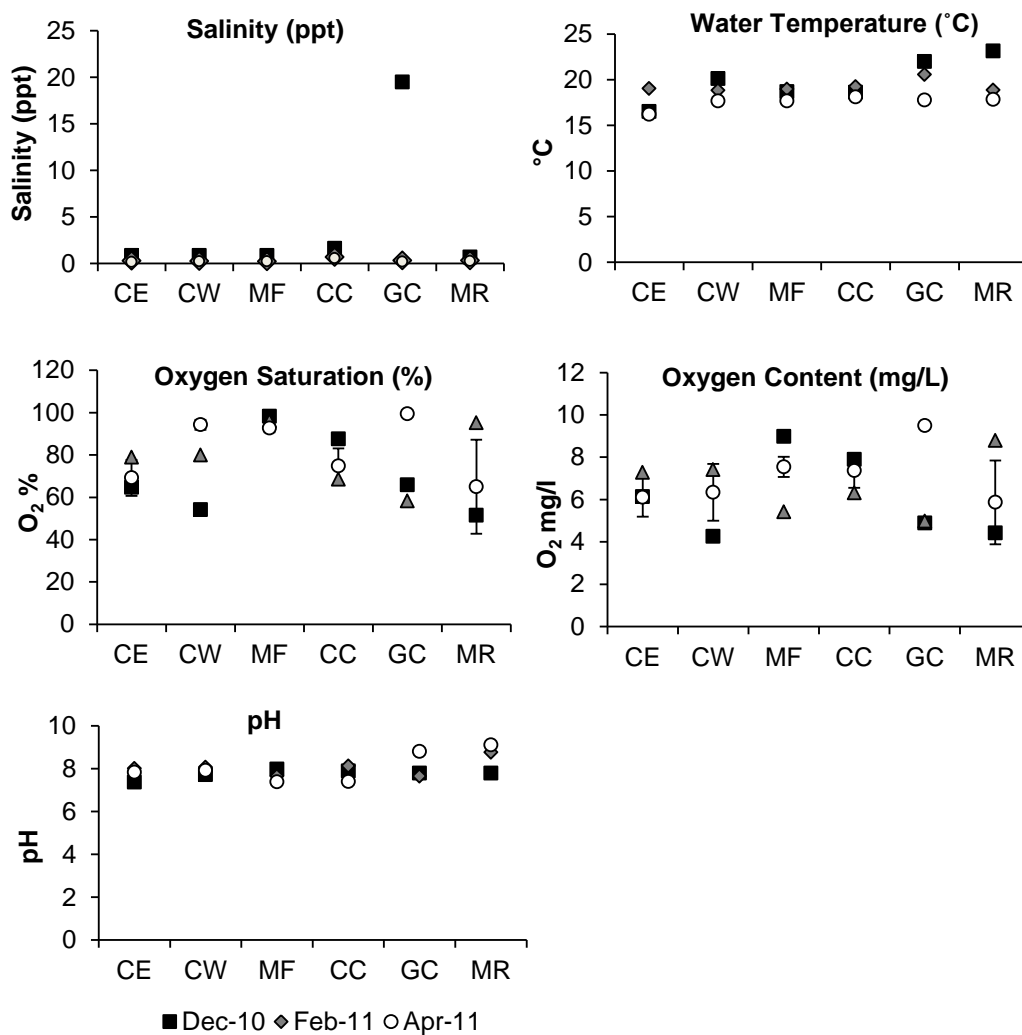 Salinity (ppt)
Salinity (ppt)
25
20
15
10
5
0
CE CW MF CC GC MR
Water Temperature (˚C)
°C
25
20
15
10
5
0
CE CW MF CC GC MR
Oxygen Saturation (%)
O₂ %
120
100
80
60
40
20
0
CE CW MF CC GC MR
Oxygen Content (mg/L)
O₂ mg/l
12
10
8
6
4
2
0
CE CW MF CC GC MR
pH
pH
10
8
6
4
2
0
CE CW MF CC GC MR
Dec-10 Feb-11 Apr-11